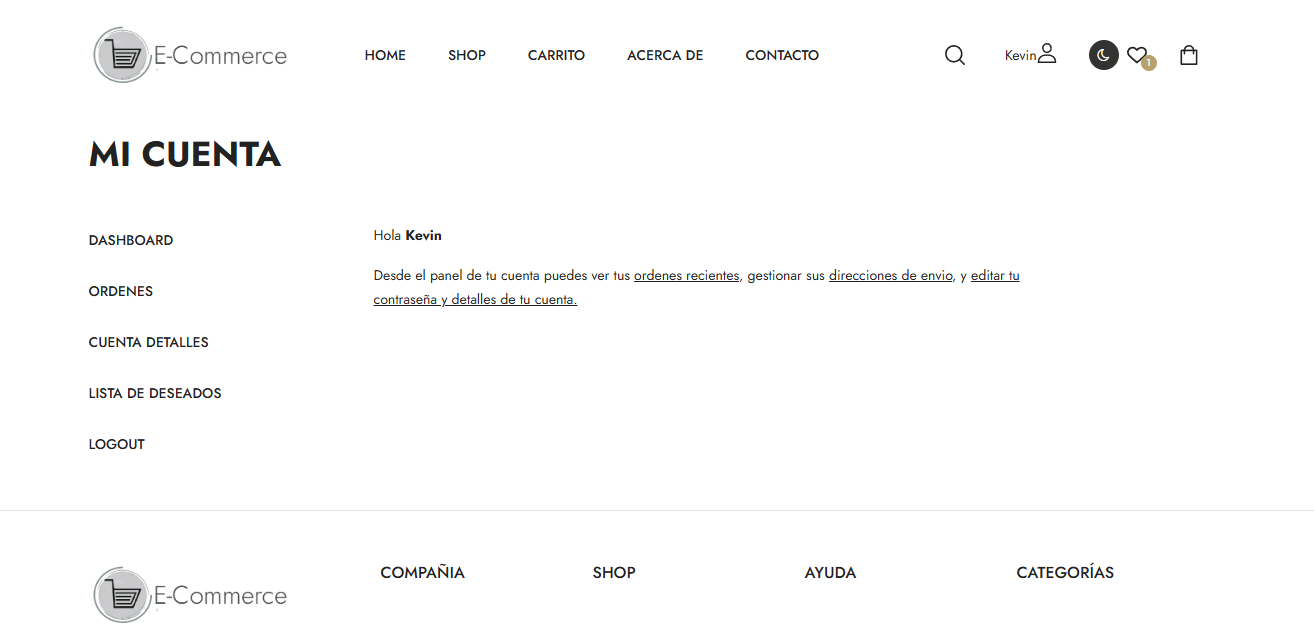 E-Commerce
HOME SHOP CARRITO ACERCA DE CONTACTO
Kevin
1
MI CUENTA
DASHBOARD
ORDENES
CUENTA DETALLES
LISTA DE DESEADOS
LOGOUT
Hola Kevin
Desde el panel de tu cuenta puedes ver tus ordenes recientes, gestionar sus direcciones de envio, y editar tu
contraseña y detalles de tu cuenta.
E-Commerce
COMPAÑIA SHOP AYUDA CATEGORÍAS